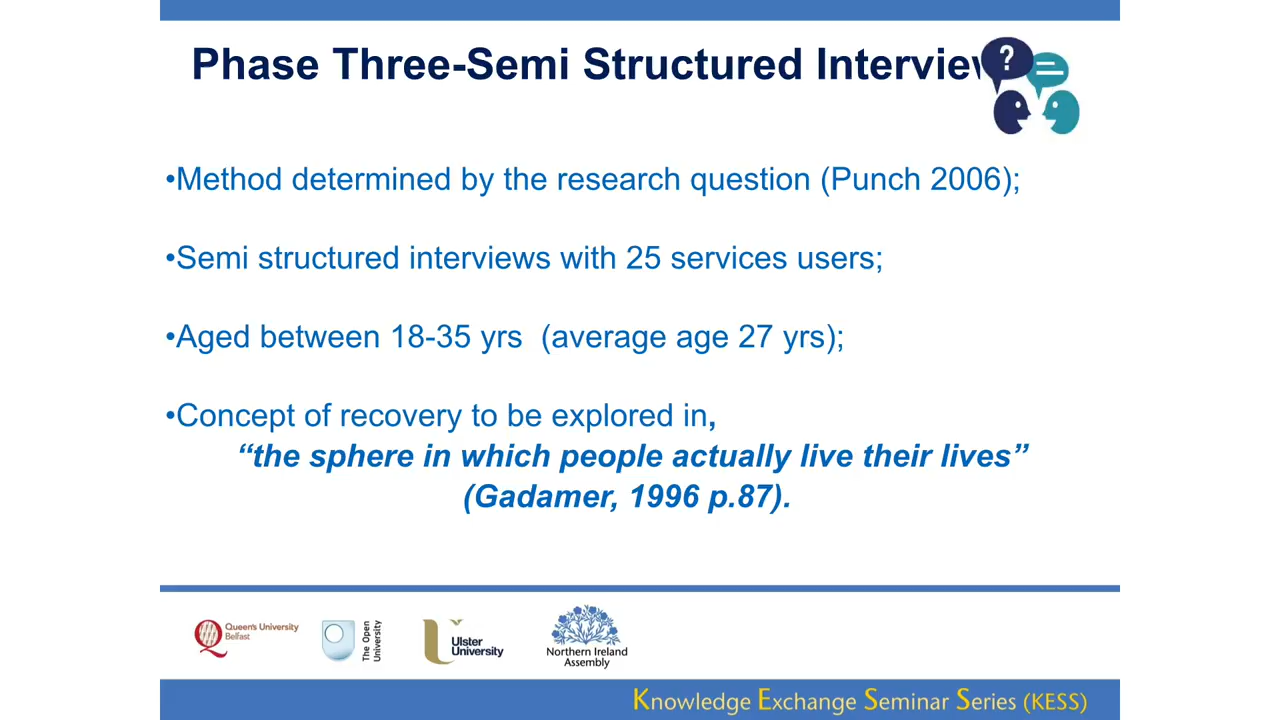 Phase Three-Semi Structured Interview
?
•Method determined by the research question (Punch 2006);
•Semi structured interviews with 25 services users;
•Aged between 18-35 yrs  (average age 27 yrs);
•Concept of recovery to be explored in,
“the sphere in which people actually live their lives”
(Gadamer, 1996 p.87).
Queen's University
Belfast
The Open
University
Ulster
University
Northern Ireland
Assembly
Knowledge Exchange Seminar Series (KESS)